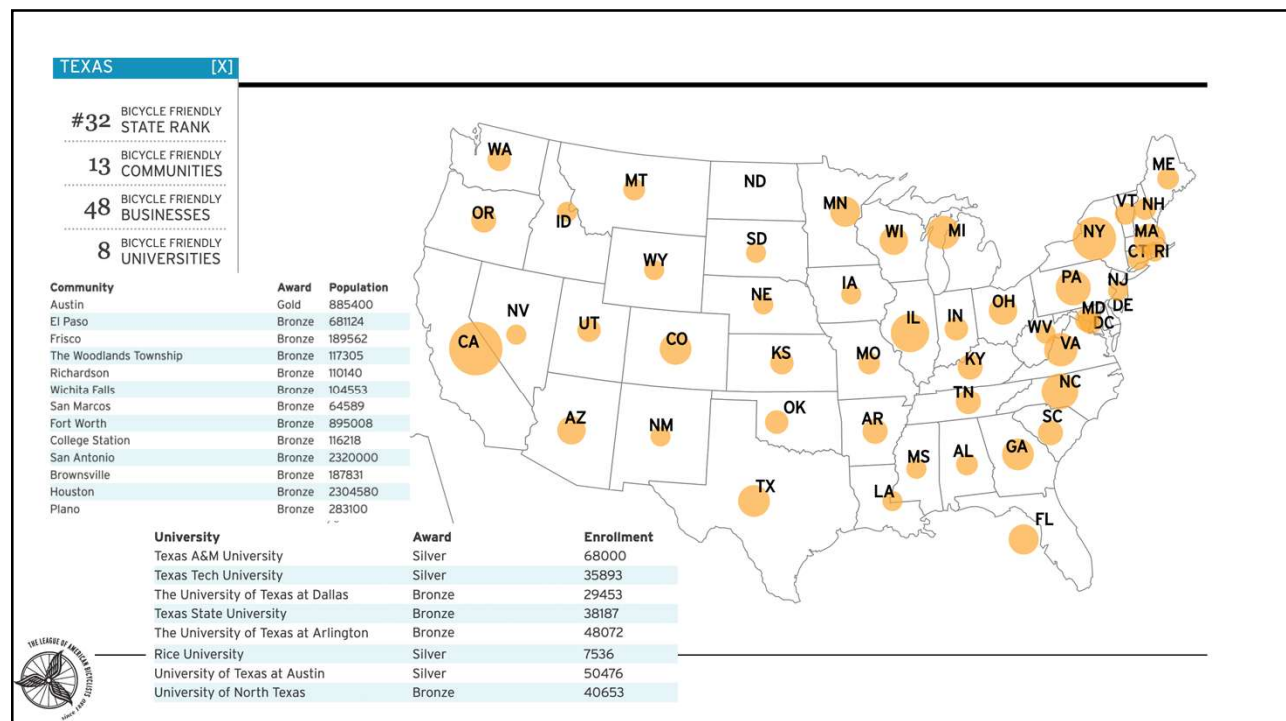 TEXAS [X]
#32 BICYCLE FRIENDLY STATE RANK
13 BICYCLE FRIENDLY COMMUNITIES
48 BICYCLE FRIENDLY BUSINESSES
8 BICYCLE FRIENDLY UNIVERSITIES
Community Award Population
Austin Gold 885400
El Paso Bronze 681124
Frisco Bronze 189562
The Woodlands Township Bronze 117305
Richardson Bronze 110140
Wichita Falls Bronze 104553
San Marcos Bronze 64589
Fort Worth Bronze 895008
College Station Bronze 116218
San Antonio Bronze 2320000
Brownsville Bronze 187831
Houston Bronze 2304580
Plano Bronze 283100
University Award Enrollment
Texas A&M University Silver 68000
Texas Tech University Silver 35893
The University of Texas at Dallas Bronze 29453
Texas State University Bronze 38187
The University of Texas at Arlington Bronze 48072
Rice University Silver 7536
University of Texas at Austin Silver 50476
University of North Texas Bronze 40653
WA
MT
ND
MN
ME
OR
ID
SD
WI
MI
VT
NH
NY
MA
CT
RI
WY
IA
NE
PA
NJ
NV
UT
CO
IL
IN
OH
MD
DE
DC
WV
VA
CA
KS
MO
KY
NC
TN
AZ
NM
OK
AR
SC
MS
AL
GA
TX
LA
FL
THE LEAGUE OF AMERICAN BICYCLISTS
since 1880